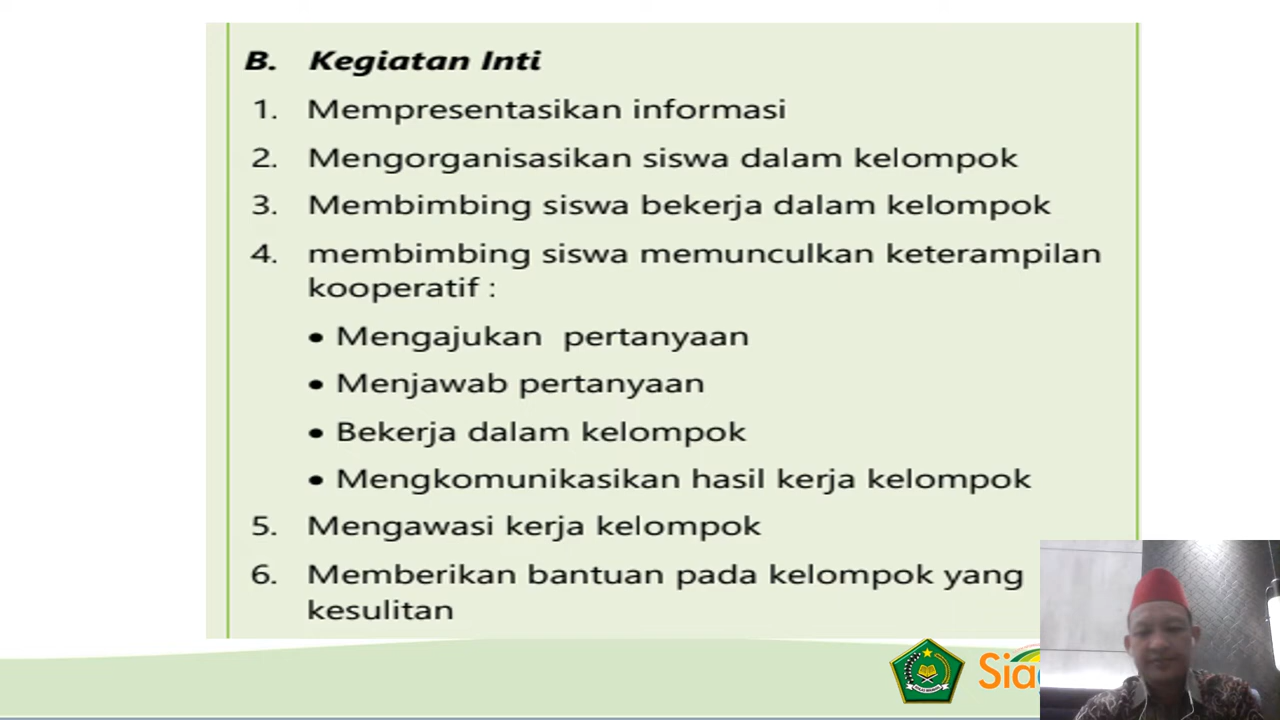 B. Kegiatan Inti
1. Mempresentasikan informasi
2. Mengorganisasikan siswa dalam kelompok
3. Membimbing siswa bekerja dalam kelompok
4. membimbing siswa memunculkan keterampilan
kooperatif :
• Mengajukan pertanyaan
• Menjawab pertanyaan
• Bekerja dalam kelompok
• Mengkomunikasikan hasil kerja kelompok
5. Mengawasi kerja kelompok
6. Memberikan bantuan pada kelompok yang
kesulitan